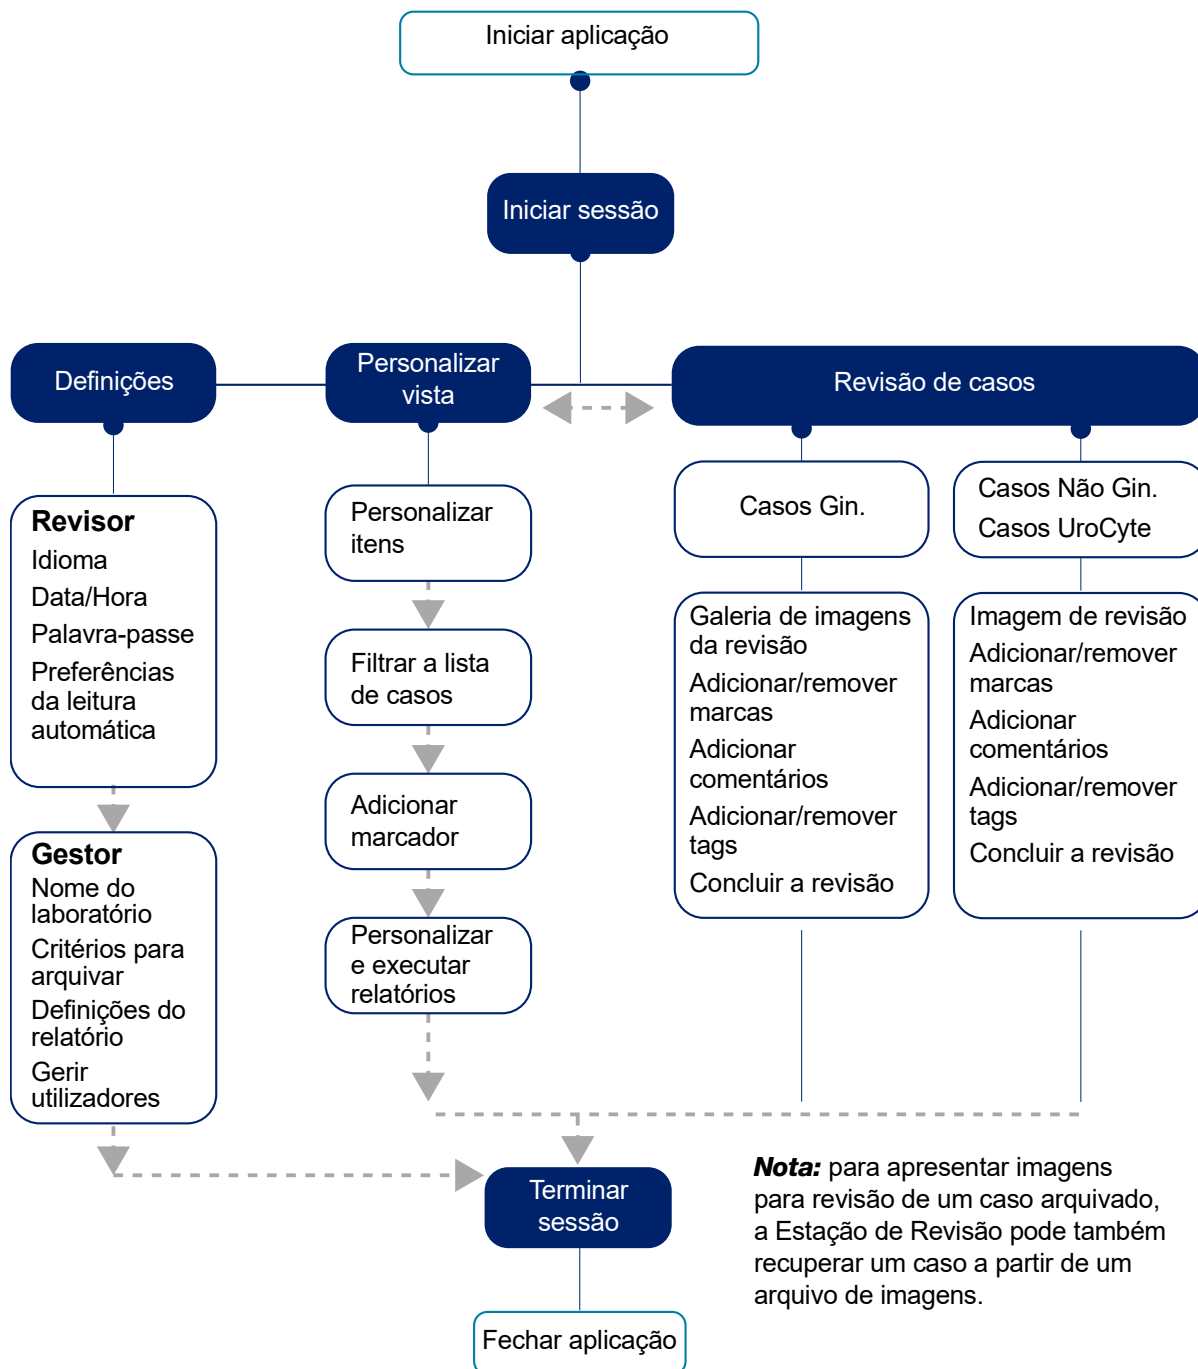 Iniciar aplicação
Iniciar sessão
Definições
Personalizar
vista
Revisão de casos
Revisor
Idioma
Data/Hora
Palavra-passe
Preferências
da leitura
automática
Gestor
Nome do
laboratório
Critérios para
arquivar
Definições do
relatório
Gerir
utilizadores
Personalizar
itens
Filtrar a lista
de casos
Adicionar
marcador
Personalizar
e executar
relatórios
Casos Gin.
Galeria de imagens
da revisão
Adicionar/remover
marcas
Adicionar
comentários
Adicionar/remover
tags
Concluir a revisão
Casos Não Gin.
Casos UroCyte
Imagem de revisão
Adicionar/remover
marcas
Adicionar
comentários
Adicionar/remover
tags
Concluir a revisão
Terminar
sessão
Nota: para apresentar imagens
para revisão de um caso arquivado,
a Estação de Revisão pode também
recuperar um caso a partir de um
arquivo de imagens.
Fechar aplicação